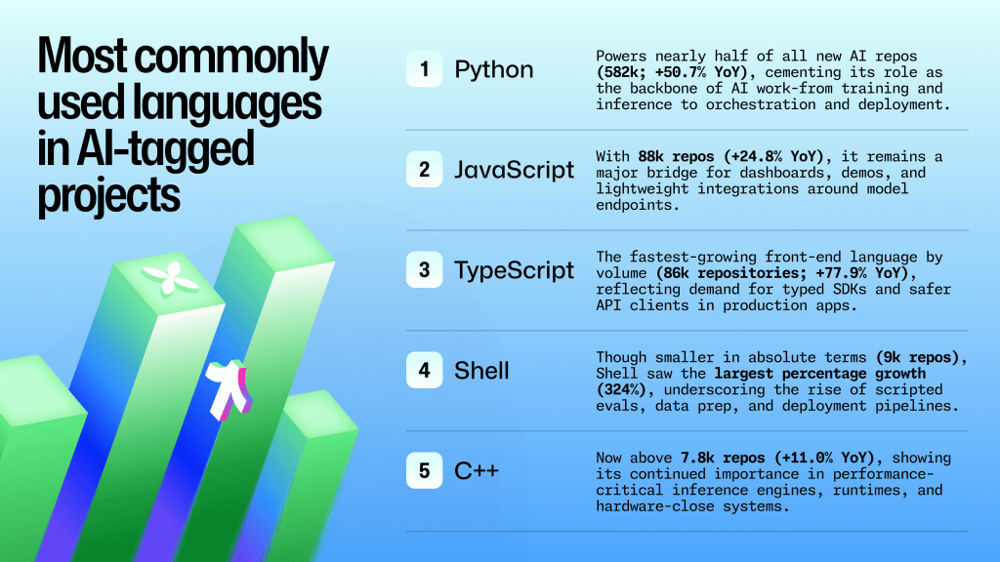 Most commonly
used languages
in AI-tagged
projects
1 Python
Powers nearly half of all new AI repos
(582k; +50.7% YoY), cementing its role as
the backbone of AI work-from training and
inference to orchestration and deployment.
2 JavaScript
With 88k repos (+24.8% YoY), it remains a
major bridge for dashboards, demos, and
lightweight integrations around model
endpoints.
3 TypeScript
The fastest-growing front-end language by
volume (86k repositories; +77.9% YoY),
reflecting demand for typed SDKs and safer
API clients in production apps.
4 Shell
Though smaller in absolute terms (9k repos),
Shell saw the largest percentage growth
(324%), underscoring the rise of scripted
evals, data prep, and deployment pipelines.
5 C++
Now above 7.8k repos (+11.0% YoY), showing
its continued importance in performance-
critical inference engines, runtimes, and
hardware-close systems.